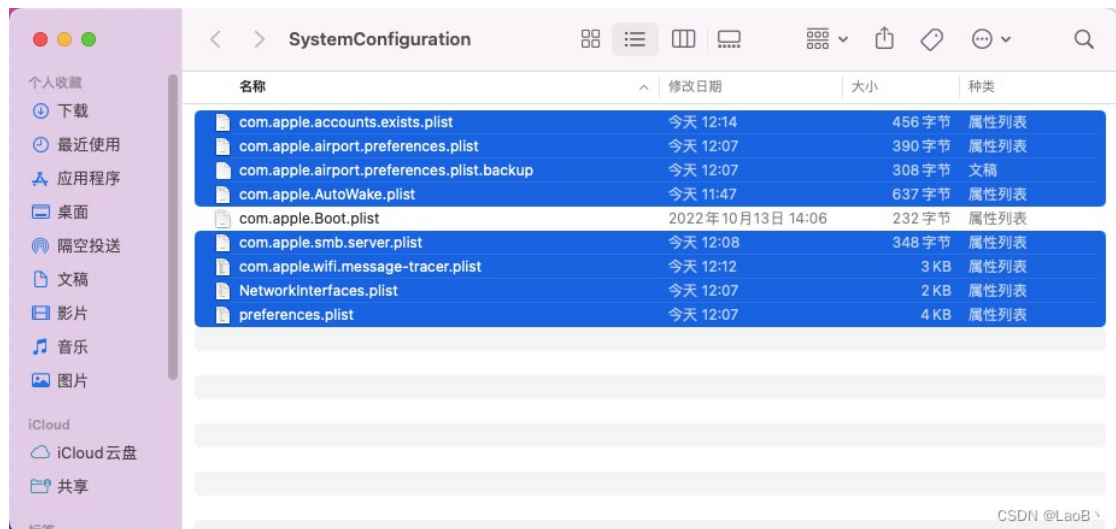 SystemConfiguration
个人收藏
下载
最近使用
应用程序
桌面
隔空投送
文稿
影片
音乐
图片
iCloud
iCloud云盘
共享
标签
名称 修改日期 大小 种类
com.apple.accounts.exists.plist 今天 12:14 456字节 属性列表
com.apple.airport.preferences.plist 今天 12:07 390字节 属性列表
com.apple.airport.preferences.plist.backup 今天 12:07 308字节 文稿
com.apple.AutoWake.plist 今天 11:47 637字节 属性列表
com.apple.Boot.plist 2022年10月13日 14:06 232字节 属性列表
com.apple.smb.server.plist 今天 12:08 348字节 属性列表
com.apple.wifi.message-tracer.plist 今天 12:12 3 KB 属性列表
NetworkInterfaces.plist 今天 12:07 2 KB 属性列表
preferences.plist 今天 12:07 4 KB 属性列表
CSDN @LaoB丶